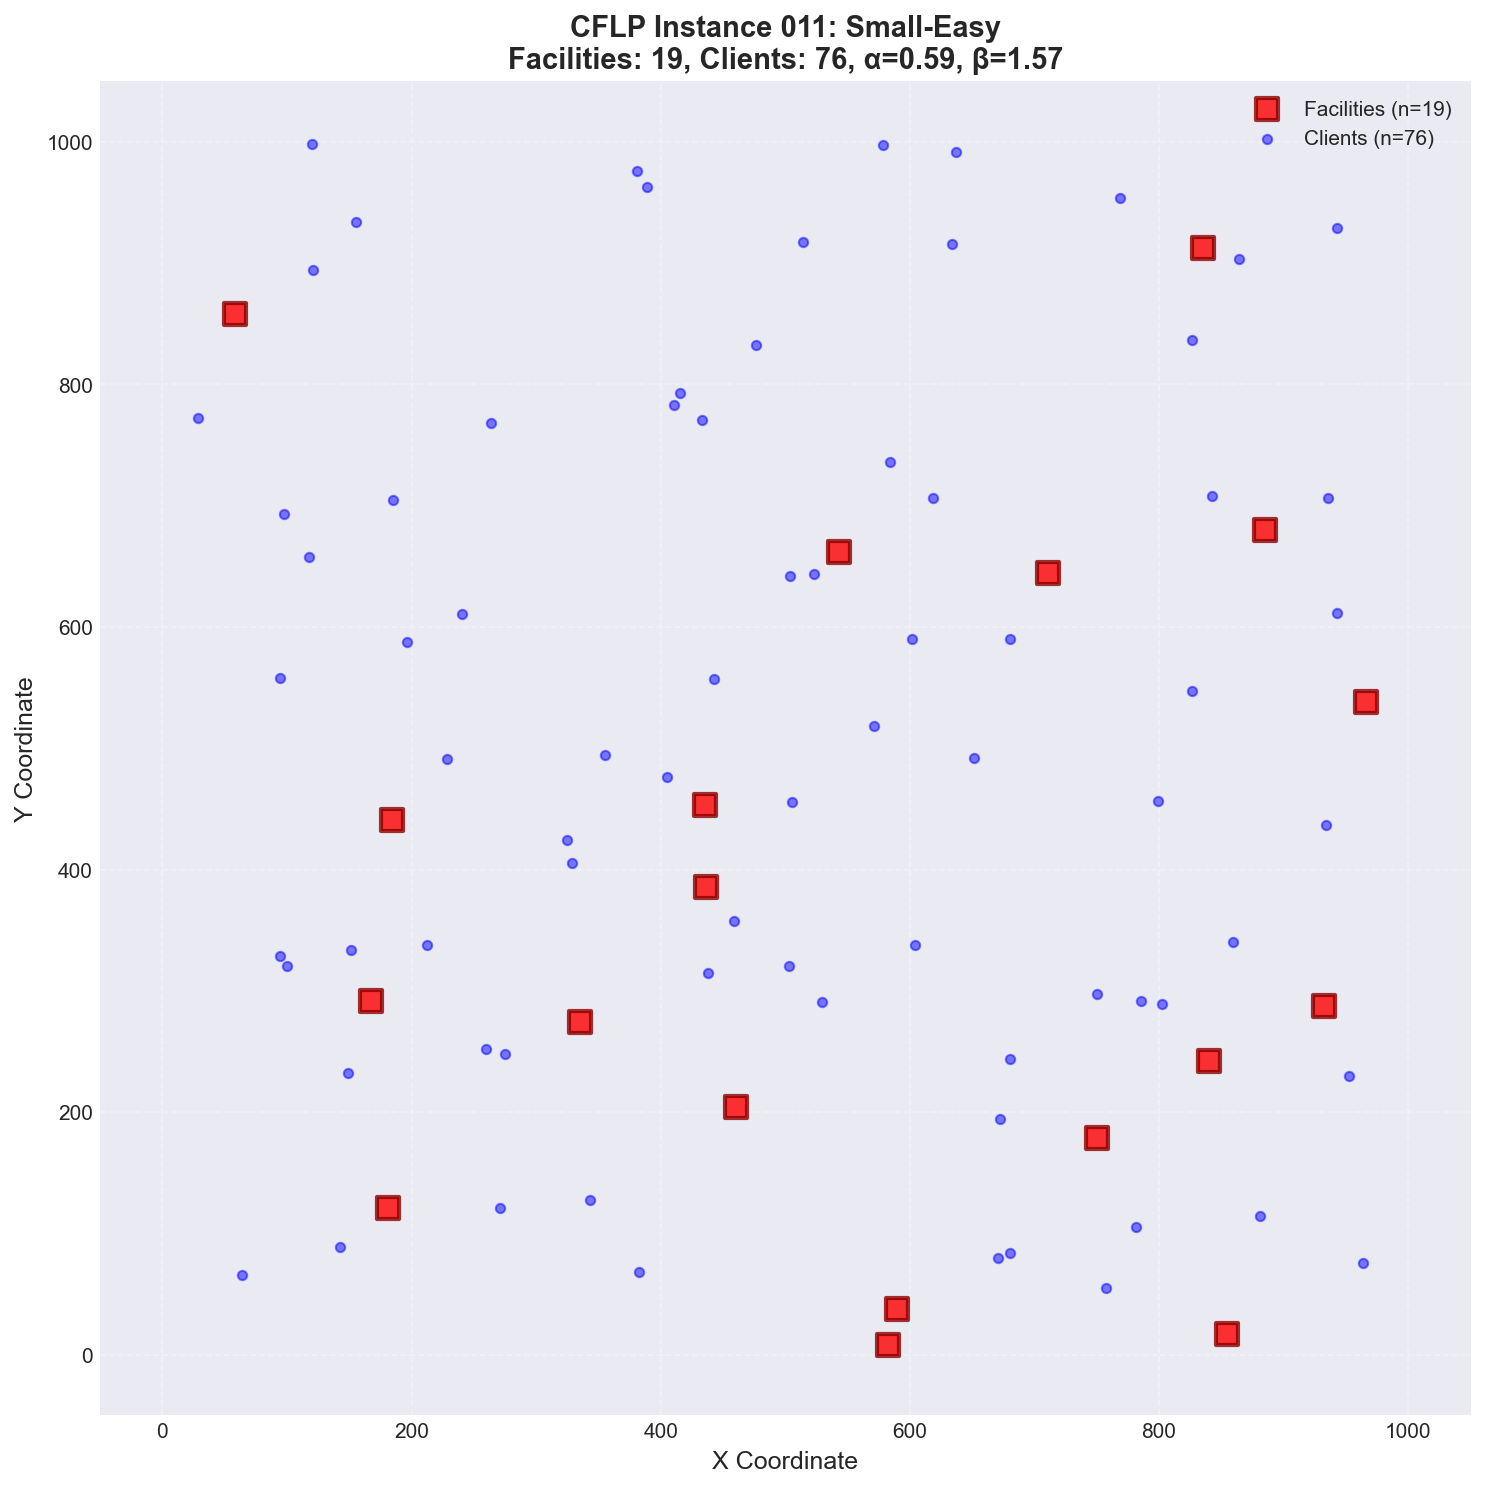 CFLP Instance 011: Small-Easy
Facilities: 19, Clients: 76, α=0.59, β=1.57
Facilities (n=19)
Clients (n=76)
1000
800
600
400
200
0
Y Coordinate
0 200 400 600 800 1000
X Coordinate